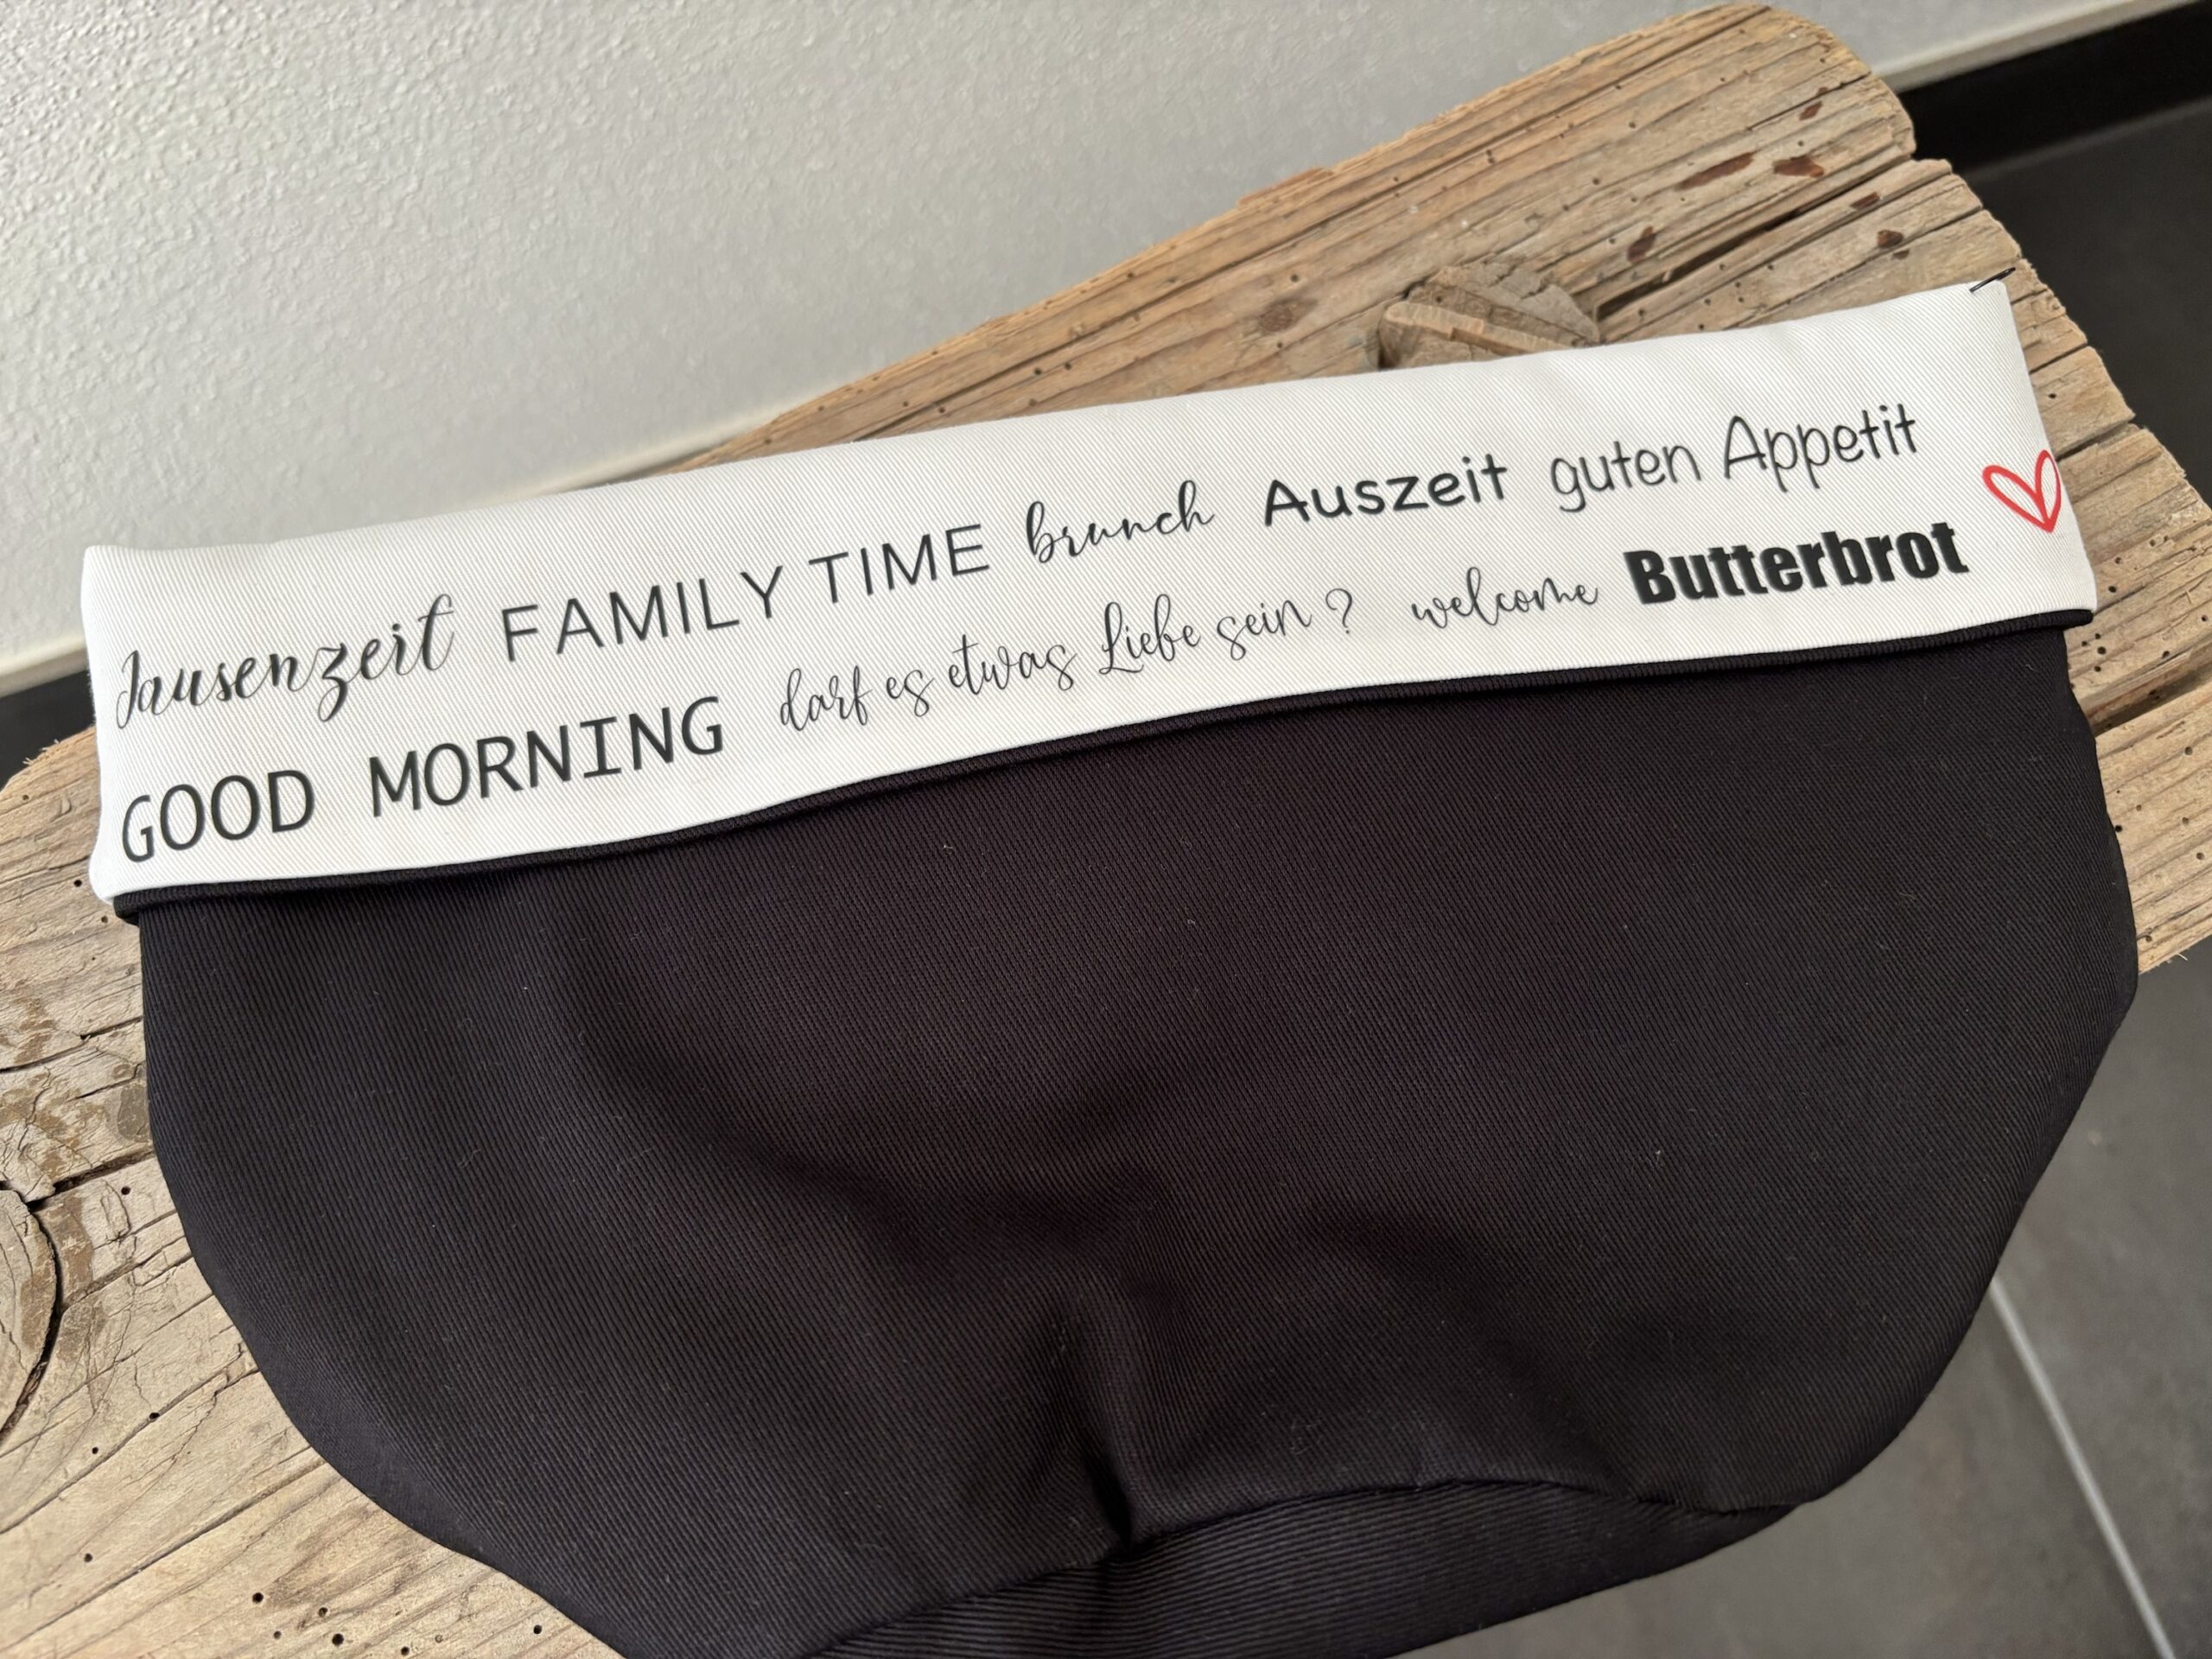 Jausenzeit FAMILY TIME brunch Auszeit guten Appetit
GOOD MORNING darf es etwas Liebe sein ? welcome Butterbrot